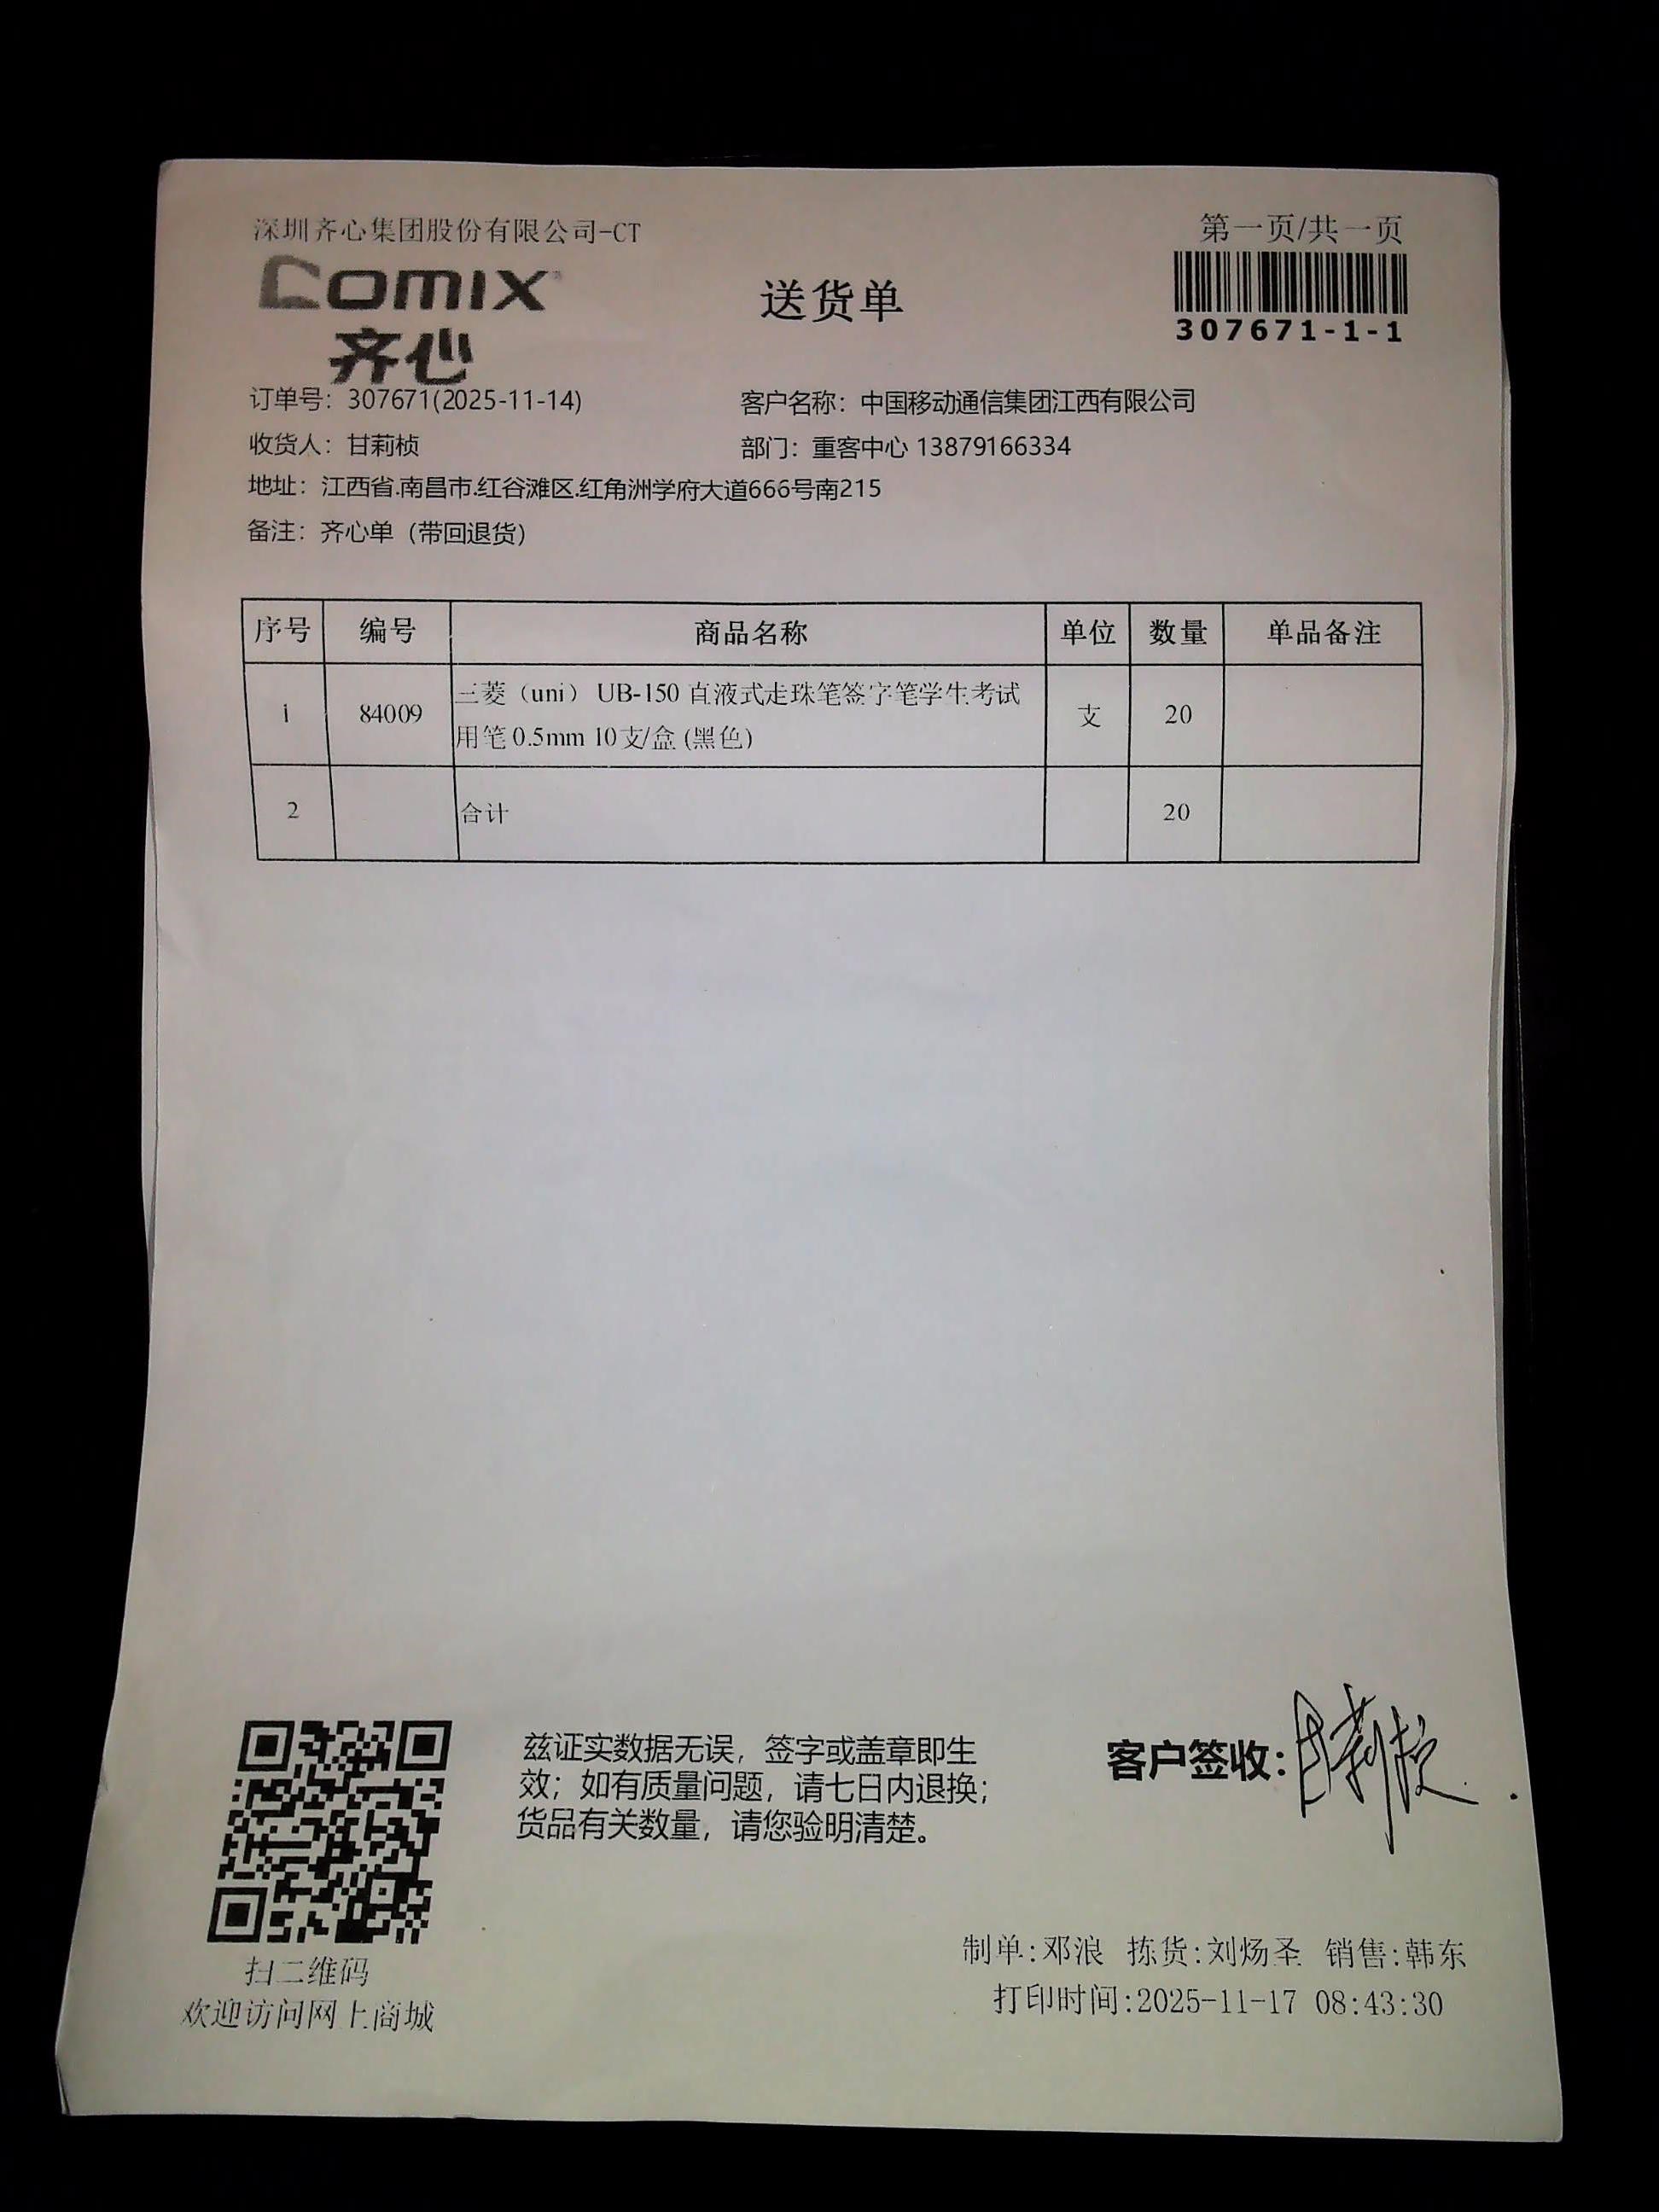 深圳齐心集团股份有限公司-CT
第一页/共一页
Comix
齐心
送货单
307671-1-1
订单号：307671(2025-11-14)
客户名称：中国移动通信集团江西有限公司
收货人：甘莉桢
部门：重客中心 13879166334
地址：江西省.南昌市.红谷滩区.红角洲学府大道666号南215
备注：齐心单（带回退货）
序号 编号 商品名称 单位 数量 单品备注
1 84009 三菱（uni） UB-150 直液式走珠笔签字笔学生考试
用笔 0.5mm 10支/盒 (黑色) 支 20
2 合计 20
兹证实数据无误，签字或盖章即生
效；如有质量问题，请七日内退换；
货品有关数量，请您验明清楚。
客户签收：甘莉桢
扫二维码
欢迎访问网上商城
制单:邓浪 拣货:刘炀圣 销售:韩东
打印时间:2025-11-17 08:43:30